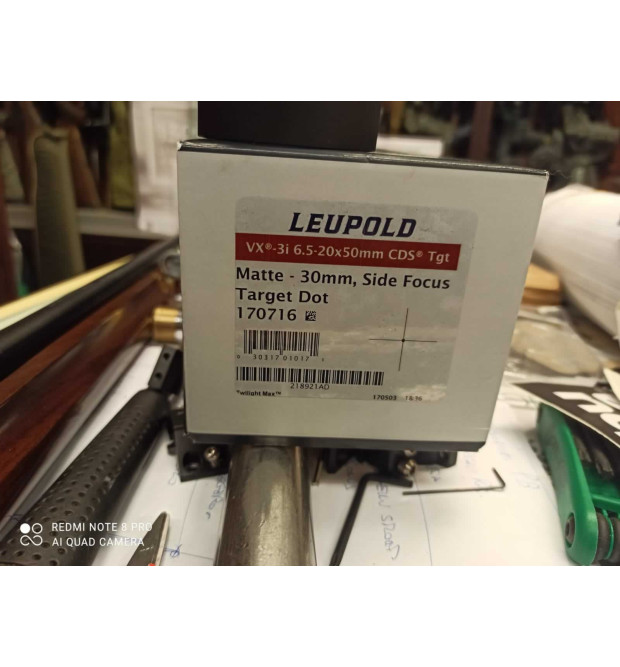 LEUPOLD
VX®-3i 6.5-20x50mm CDS® Tgt
Matte - 30mm, Side Focus
Target Dot
170716
218921AD
Twilight Max™
REDMI NOTE 8 PRO
AI QUAD CAMERA